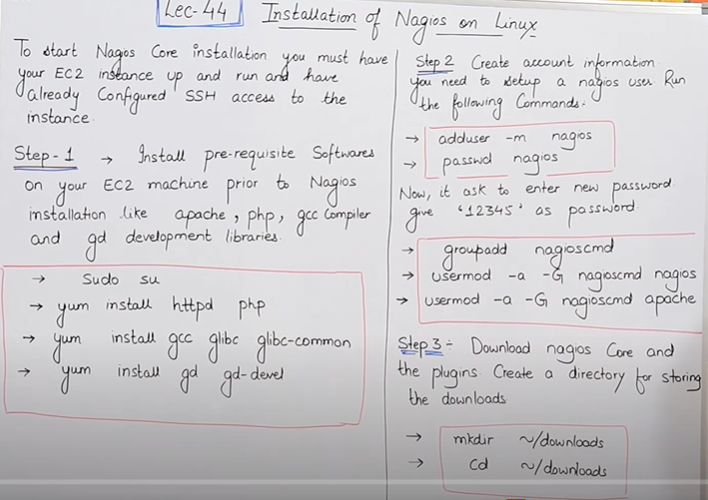 Lec-44
Installation of Nagios on Linux
To start Nagos Core installation you must have
your EC2 instance up and run and have
already Configured SSH access to the
instance.
Step-1 → Install pre-requisite Softwares
on your EC2 machine prior to Nagios
installation like apache, php, gcc Compiler
and gd development libraries.
→ Sudo su
→ yum install httpd php
→ yum install gcc glibc glibc-common
→ yum install gd gd-devel
Step 2 Create account information.
you need to setup a nagios user. Run
the following Commands.
→ adduser -m nagios
→ passwd nagios
Now, it ask to enter new password.
give '12345' as password.
→ groupadd nagioscmd
→ usermod -a -G nagioscmd nagios
→ usermod -a -G nagioscmd apache
Step 3:- Download nagios Core and
the plugins. Create a directory for storing
the downloads
→ mkdir ~/downloads
→ cd ~/downloads